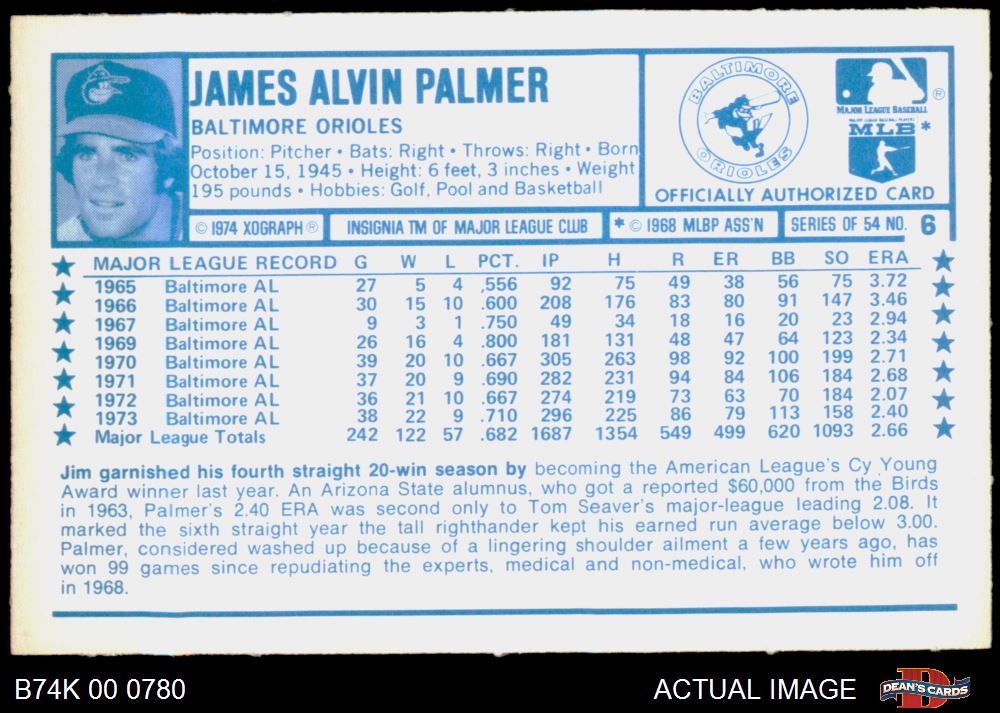 JAMES ALVIN PALMER
BALTIMORE ORIOLES
Position: Pitcher • Bats: Right • Throws: Right • Born
October 15, 1945 • Height: 6 feet, 3 inches • Weight
195 pounds • Hobbies: Golf, Pool and Basketball
BALTIMORE
ORIOLES
MAJOR LEAGUE BASEBALL ®
MAJOR LEAGUE BASEBALL PLAYERS
MLB *
OFFICIALLY AUTHORIZED CARD
© 1974 XOGRAPH ® INSIGNIA TM OF MAJOR LEAGUE CLUB * © 1968 MLBP ASS'N SERIES OF 54 NO. 6
MAJOR LEAGUE RECORD G W L PCT. IP H R ER BB SO ERA
1965 Baltimore AL 27 5 4 .556 92 75 49 38 56 75 3.72
1966 Baltimore AL 30 15 10 .600 208 176 83 80 91 147 3.46
1967 Baltimore AL 9 3 1 .750 49 34 18 16 20 23 2.94
1969 Baltimore AL 26 16 4 .800 181 131 48 47 64 123 2.34
1970 Baltimore AL 39 20 10 .667 305 263 98 92 100 199 2.71
1971 Baltimore AL 37 20 9 .690 282 231 94 84 106 184 2.68
1972 Baltimore AL 36 21 10 .667 274 219 73 63 70 184 2.07
1973 Baltimore AL 38 22 9 .710 296 225 86 79 113 158 2.40
Major League Totals 242 122 57 .682 1687 1354 549 499 620 1093 2.66
Jim garnished his fourth straight 20-win season by becoming the American League's Cy Young
Award winner last year. An Arizona State alumnus, who got a reported $60,000 from the Birds
in 1963, Palmer's 2.40 ERA was second only to Tom Seaver's major-league leading 2.08. It
marked the sixth straight year the tall righthander kept his earned run average below 3.00.
Palmer, considered washed up because of a lingering shoulder ailment a few years ago, has
won 99 games since repudiating the experts, medical and non-medical, who wrote him off
in 1968.
B74K 00 0780
ACTUAL IMAGE
DEAN'S CARDS